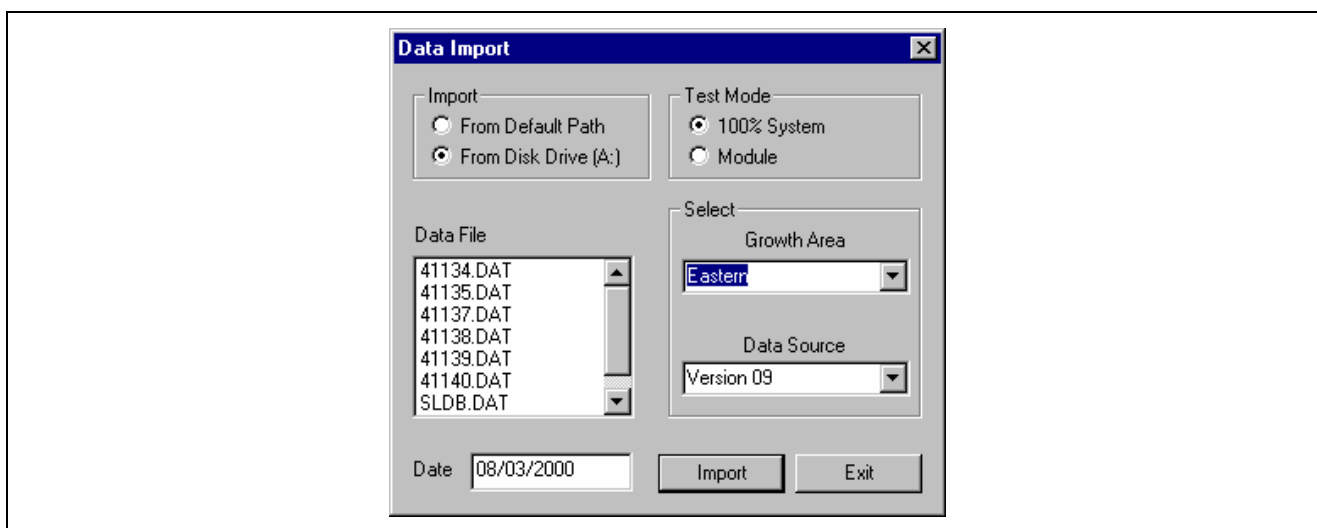 Data Import
Import
From Default Path
From Disk Drive (A:)
Test Mode
100% System
Module
Data File
41134.DAT
41135.DAT
41137.DAT
41138.DAT
41139.DAT
41140.DAT
SLDB.DAT
Select
Growth Area
Eastern
Data Source
Version 09
Date 08/03/2000
Import
Exit